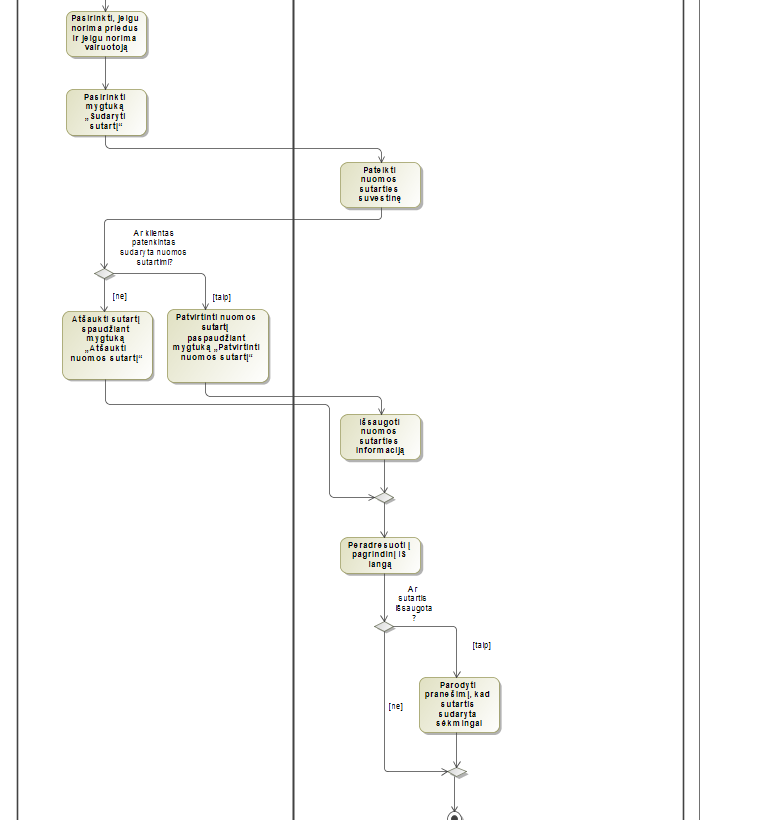 Pasirinkti, jeigu
norima priedus
ir jeigu norima
vairuotoją
Pasirinkti
mygtuką
„Sudaryti
sutartį“
Pateikti
nuomos
sutarties
suvestinę
Ar klientas
patenkintas
sudaryta nuomos
sutartimi?
[ne]
[taip]
Atšaukti sutartį
spaudžiant
mygtuką
„Atšaukti
nuomos sutartį“
Patvirtinti nuomos
sutartį
paspaudžiant
mygtuką „Patvirtinti
nuomos sutartį“
Išsaugoti
nuomos
sutarties
informaciją
Peradresuoti į
pagrindinį IS
langą
Ar
sutartis
išsaugota
?
[taip]
[ne]
Parodyti
pranešimį, kad
sutartis
sudaryta
sėkmingai